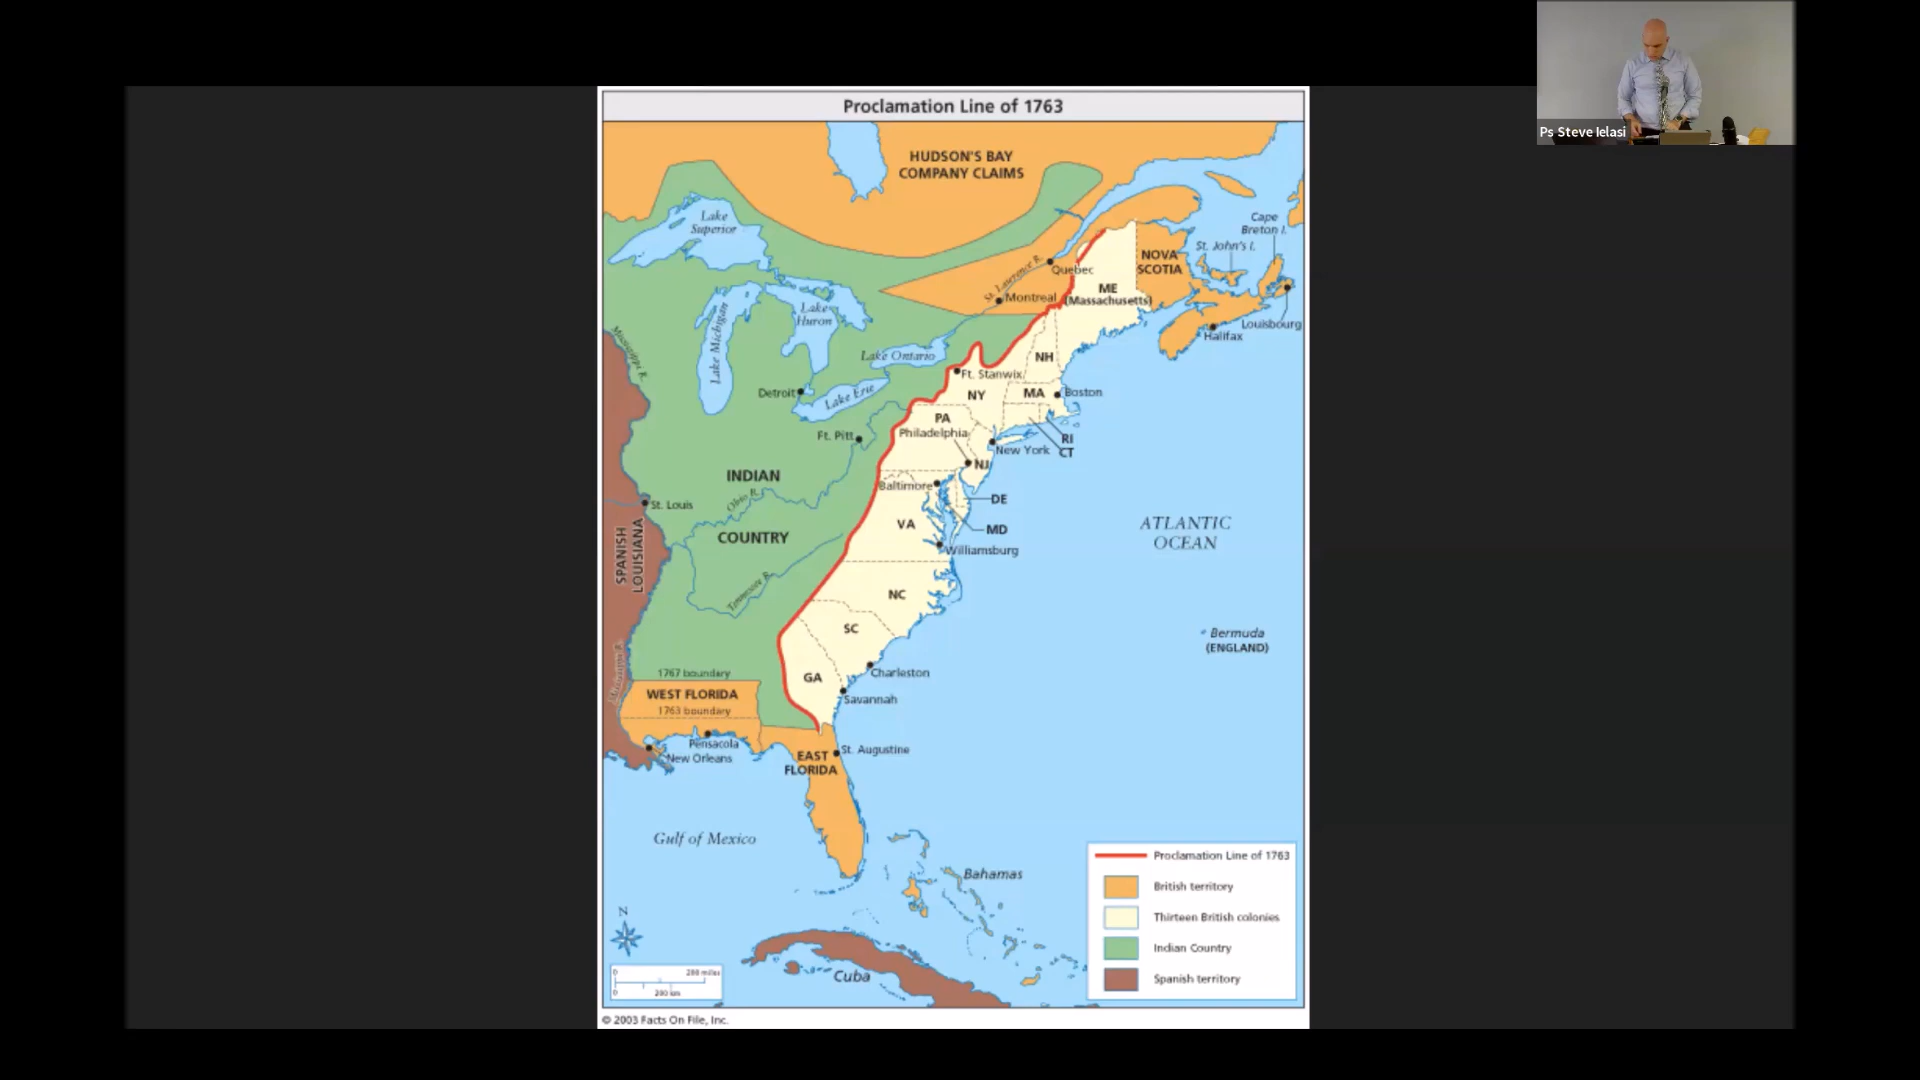 Proclamation Line of 1763
Ps Steve Ielasi
HUDSON'S BAY
COMPANY CLAIMS
Lake
Superior
Cape
Breton I.
St. John's I.
NOVA
SCOTIA
St. Lawrence R.
Quebec
Montreal
ME
(Massachusetts)
Louisbourg
Halifax
Lake Michigan
Lake
Huron
Mississippi R.
Lake Ontario
NH
Ft. Stanwix
Detroit
Lake Erie
NY
MA
Boston
PA
Philadelphia
Ft. Pitt
RI
CT
New York
NJ
INDIAN
COUNTRY
Ohio R.
Baltimore
DE
St. Louis
VA
MD
Williamsburg
ATLANTIC
OCEAN
SPANISH
LOUISIANA
Tennessee R.
NC
SC
Bermuda
(ENGLAND)
Mississippi R.
1767 boundary
WEST FLORIDA
1763 boundary
GA
Charleston
Savannah
Pensacola
New Orleans
EAST
FLORIDA
St. Augustine
Gulf of Mexico
Bahamas
Cuba
N
0 200 miles
0 200 km
Proclamation Line of 1763
British territory
Thirteen British colonies
Indian Country
Spanish territory
© 2003 Facts On File, Inc.